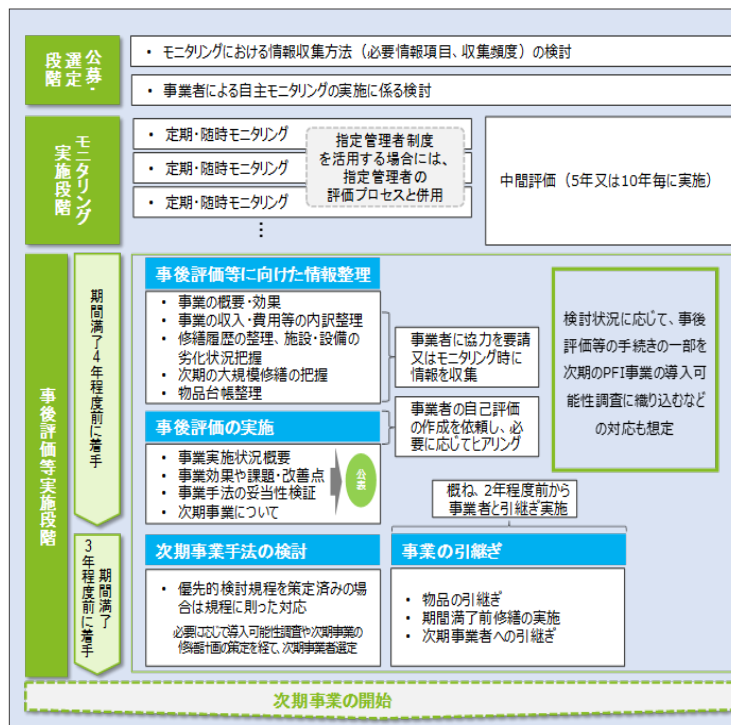 公募・
選定
段階
・ モニタリングにおける情報収集方法（必要情報項目、収集頻度）の検討
・ 事業者による自主モニタリングの実施に係る検討
モニタリング
実施段階
・ 定期・随時モニタリング
・ 定期・随時モニタリング
・ 定期・随時モニタリング
⋮
指定管理者制度
を活用する場合には、
指定管理者の
評価プロセスと併用
中間評価（5年又は10年毎に実施）
事後評価等実施段階
期間満了4年程度前に着手
事後評価等に向けた情報整理
・ 事業の概要・効果
・ 事業の収入・費用等の内訳整理
・ 修繕履歴の整理、施設・設備の
劣化状況把握
・ 次期の大規模修繕の把握
・ 物品台帳整理
事業者に協力を要請
又はモニタリング時に
情報を収集
検討状況に応じて、事後
評価等の手続きの一部を
次期のPFI事業の導入可
能性調査に織り込むなど
の対応も想定
事後評価の実施
・ 事業実施状況概要
・ 事業効果や課題・改善点
・ 事業手法の妥当性検証
・ 次期事業について
公表
事業者の自己評価
の作成を依頼し、必
要に応じてヒアリング
概ね、2年程度前から
事業者と引継ぎ実施
期間満了
3年程度前に着手
次期事業手法の検討
・ 優先的検討規程を策定済みの場
合は規程に則った対応
必要に応じて導入可能性調査や次期事業の
修繕計画の策定を経て、次期事業者選定
事業の引継ぎ
・ 物品の引継ぎ
・ 期間満了前修繕の実施
・ 次期事業者への引継ぎ
次期事業の開始